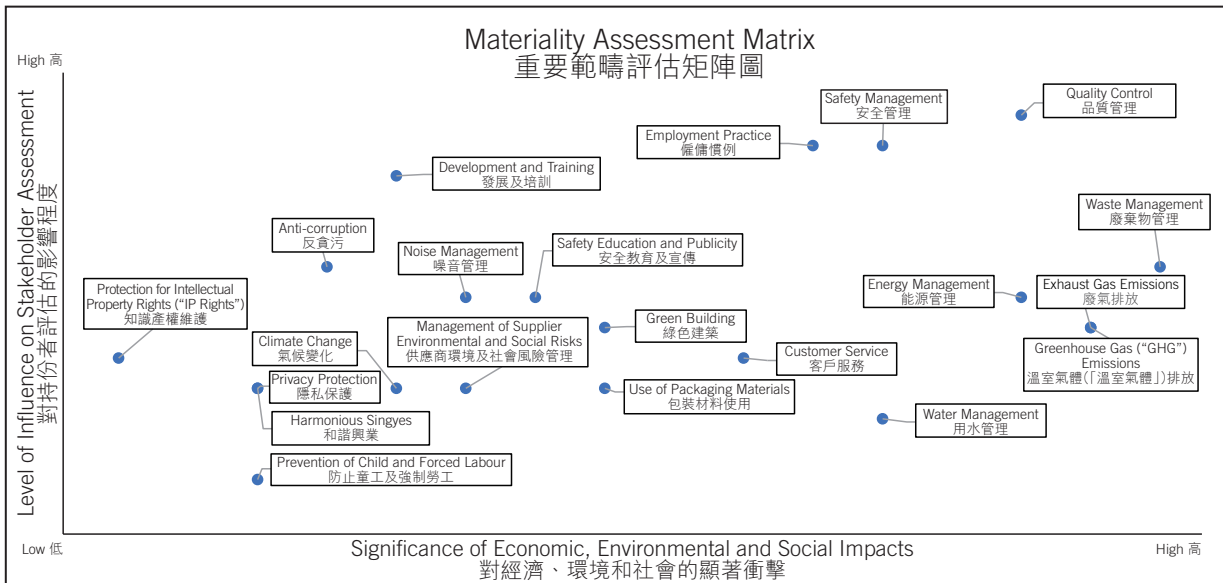 Materiality Assessment Matrix
重要範疇評估矩陣圖
High 高
Level of Influence on Stakeholder Assessment
對持份者評估的影響程度
Quality Control
品質管理
Safety Management
安全管理
Employment Practice
僱傭慣例
Development and Training
發展及培訓
Waste Management
廢棄物管理
Anti-corruption
反貪污
Noise Management
噪音管理
Safety Education and Publicity
安全教育及宣傳
Energy Management
能源管理
Exhaust Gas Emissions
廢氣排放
Protection for Intellectual
Property Rights (“IP Rights”)
知識產權維護
Climate Change
氣候變化
Management of Supplier
Environmental and Social Risks
供應商環境及社會風險管理
Green Building
綠色建築
Customer Service
客戶服務
Greenhouse Gas (“GHG”)
Emissions
溫室氣體(「溫室氣體」)排放
Privacy Protection
隱私保護
Use of Packaging Materials
包裝材料使用
Harmonious Singyes
和諧興業
Water Management
用水管理
Prevention of Child and Forced Labour
防止童工及強制勞工
Low 低
Significance of Economic, Environmental and Social Impacts
對經濟、環境和社會的顯著衝擊
High 高